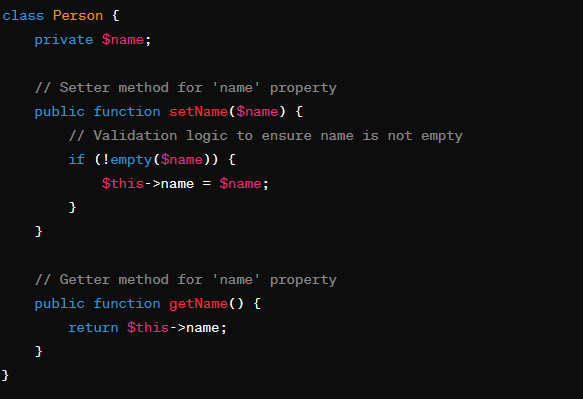 class Person {
    private $name;

    // Setter method for 'name' property
    public function setName($name) {
        // Validation logic to ensure name is not empty
        if (!empty($name)) {
            $this->name = $name;
        }
    }

    // Getter method for 'name' property
    public function getName() {
        return $this->name;
    }
}